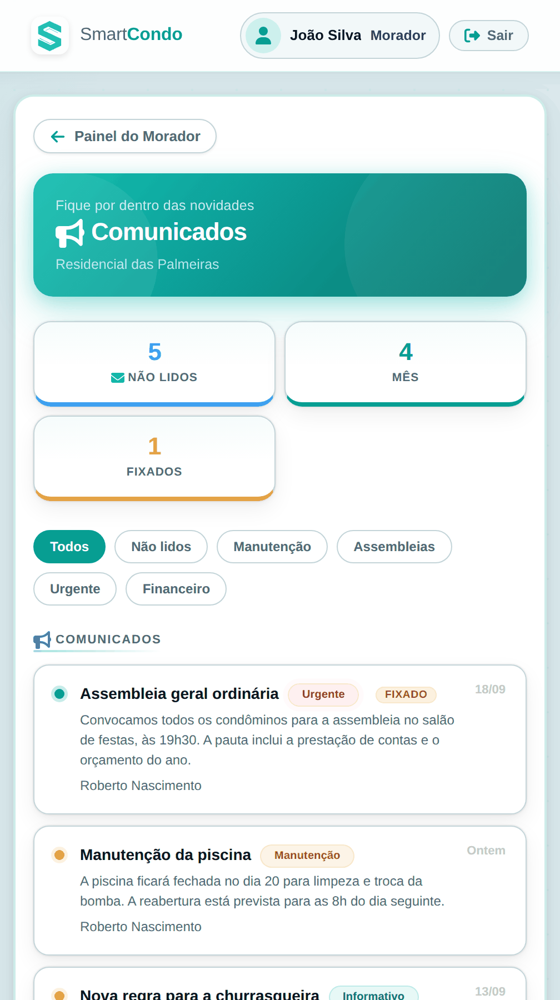 SmartCondo
João Silva Morador
Sair
Painel do Morador
Fique por dentro das novidades
Comunicados
Residencial das Palmeiras
5
NÃO LIDOS
4
MÊS
1
FIXADOS
Todos
Não lidos
Manutenção
Assembleias
Urgente
Financeiro
COMUNICADOS
Assembleia geral ordinária Urgente FIXADO 18/09
Convocamos todos os condôminos para a assembleia no salão
de festas, às 19h30. A pauta inclui a prestação de contas e o
orçamento do ano.
Roberto Nascimento
Manutenção da piscina Manutenção Ontem
A piscina ficará fechada no dia 20 para limpeza e troca da
bomba. A reabertura está prevista para as 8h do dia seguinte.
Roberto Nascimento
Nova regra para a churrasqueira Informativo 13/09